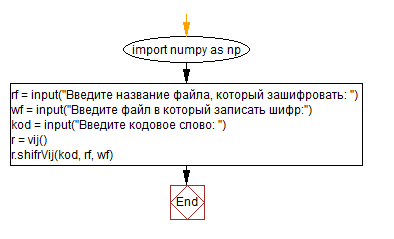 import numpy as np
rf = input("Введите название файла, который зашифровать: ")
wf = input("Введите файл в который записать шифр:")
kod = input("Введите кодовое слово: ")
r = vij()
r.shifrVij(kod, rf, wf)
End